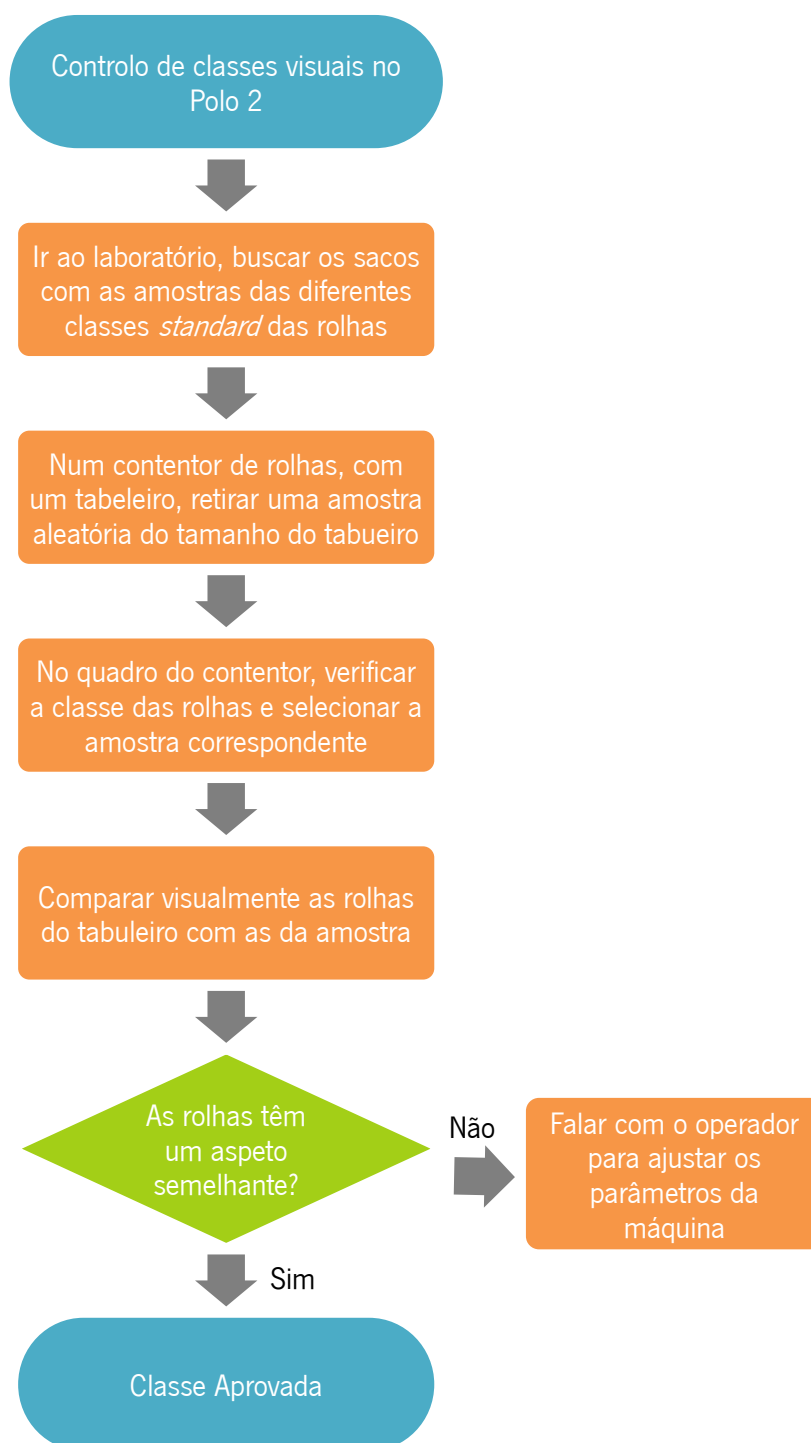 Controlo de classes visuais no
Polo 2
Ir ao laboratório, buscar os sacos
com as amostras das diferentes
classes standard das rolhas
Num contentor de rolhas, com
um tabeleiro, retirar uma amostra
aleatória do tamanho do tabueiro
No quadro do contentor, verificar
a classe das rolhas e selecionar a
amostra correspondente
Comparar visualmente as rolhas
do tabuleiro com as da amostra
As rolhas têm
um aspeto
semelhante?
Não
Falar com o operador
para ajustar os
parâmetros da
máquina
Sim
Classe Aprovada